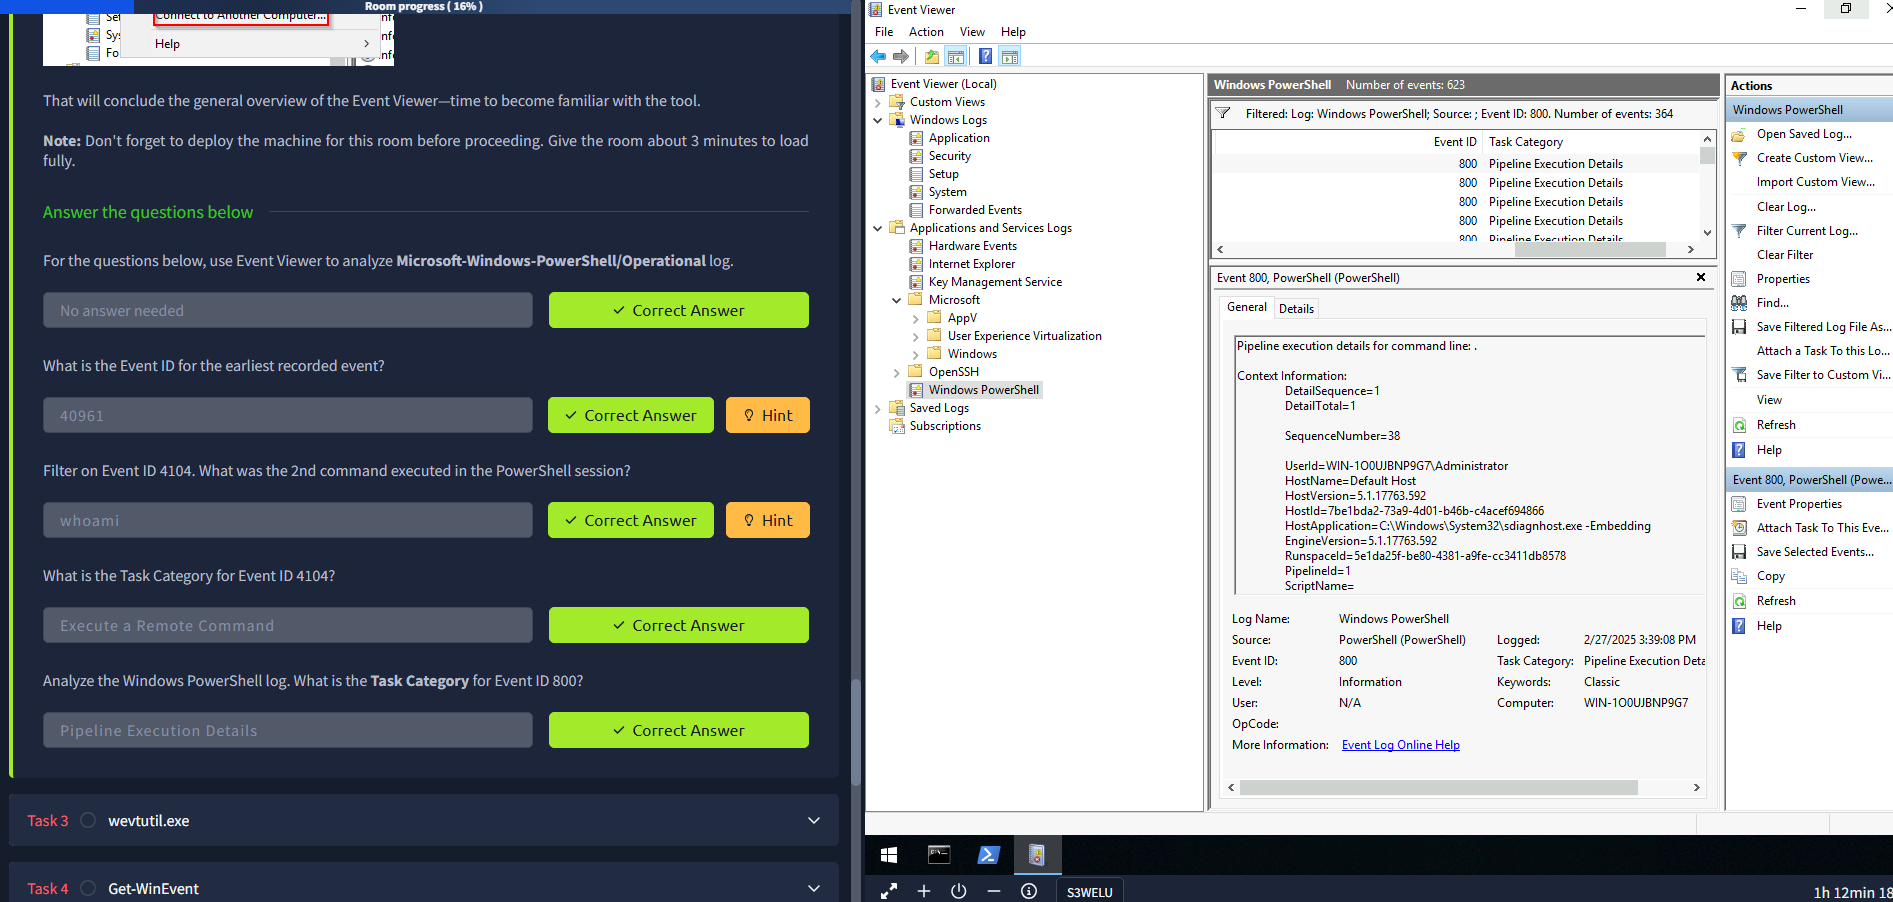 Room progress ( 16% )
Connect to Another Computer...
Help
That will conclude the general overview of the Event Viewer—time to become familiar with the tool.
Note: Don't forget to deploy the machine for this room before proceeding. Give the room about 3 minutes to load
fully.
Answer the questions below
For the questions below, use Event Viewer to analyze Microsoft-Windows-PowerShell/Operational log.
No answer needed
Correct Answer
What is the Event ID for the earliest recorded event?
40961
Correct Answer
Hint
Filter on Event ID 4104. What was the 2nd command executed in the PowerShell session?
whoami
Correct Answer
Hint
What is the Task Category for Event ID 4104?
Execute a Remote Command
Correct Answer
Analyze the Windows PowerShell log. What is the Task Category for Event ID 800?
Pipeline Execution Details
Correct Answer
Task 3 wevtutil.exe
Task 4 Get-WinEvent
Event Viewer
File Action View Help
Event Viewer (Local)
Custom Views
Windows Logs
Application
Security
Setup
System
Forwarded Events
Applications and Services Logs
Hardware Events
Internet Explorer
Key Management Service
Microsoft
AppV
User Experience Virtualization
Windows
OpenSSH
Windows PowerShell
Saved Logs
Subscriptions
Windows PowerShell Number of events: 623
Filtered: Log: Windows PowerShell; Source: ; Event ID: 800. Number of events: 364
Event ID Task Category
800 Pipeline Execution Details
800 Pipeline Execution Details
800 Pipeline Execution Details
800 Pipeline Execution Details
800 Pipeline Execution Details
Event 800, PowerShell (PowerShell)
General Details
Pipeline execution details for command line: .
Context Information:
DetailSequence=1
DetailTotal=1
SequenceNumber=38
UserId=WIN-1O0UJBNP9G7\Administrator
HostName=Default Host
HostVersion=5.1.17763.592
HostId=7be1bda2-73a9-4d01-b46b-c4acef694866
HostApplication=C:\Windows\System32\sdiagnhost.exe -Embedding
EngineVersion=5.1.17763.592
RunspaceId=5e1da25f-be80-4381-a9fe-cc3411db8578
PipelineId=1
ScriptName=
Log Name: Windows PowerShell
Source: PowerShell (PowerShell) Logged: 2/27/2025 3:39:08 PM
Event ID: 800 Task Category: Pipeline Execution Deta
Level: Information Keywords: Classic
User: N/A Computer: WIN-1O0UJBNP9G7
OpCode:
More Information: Event Log Online Help
Actions
Windows PowerShell
Open Saved Log...
Create Custom View...
Import Custom View...
Clear Log...
Filter Current Log...
Clear Filter
Properties
Find...
Save Filtered Log File As...
Attach a Task To this Lo...
Save Filter to Custom Vi...
View
Refresh
Help
Event 800, PowerShell (Powe...
Event Properties
Attach Task To This Eve...
Save Selected Events...
Copy
Refresh
Help
S3WELU
1h 12min 18